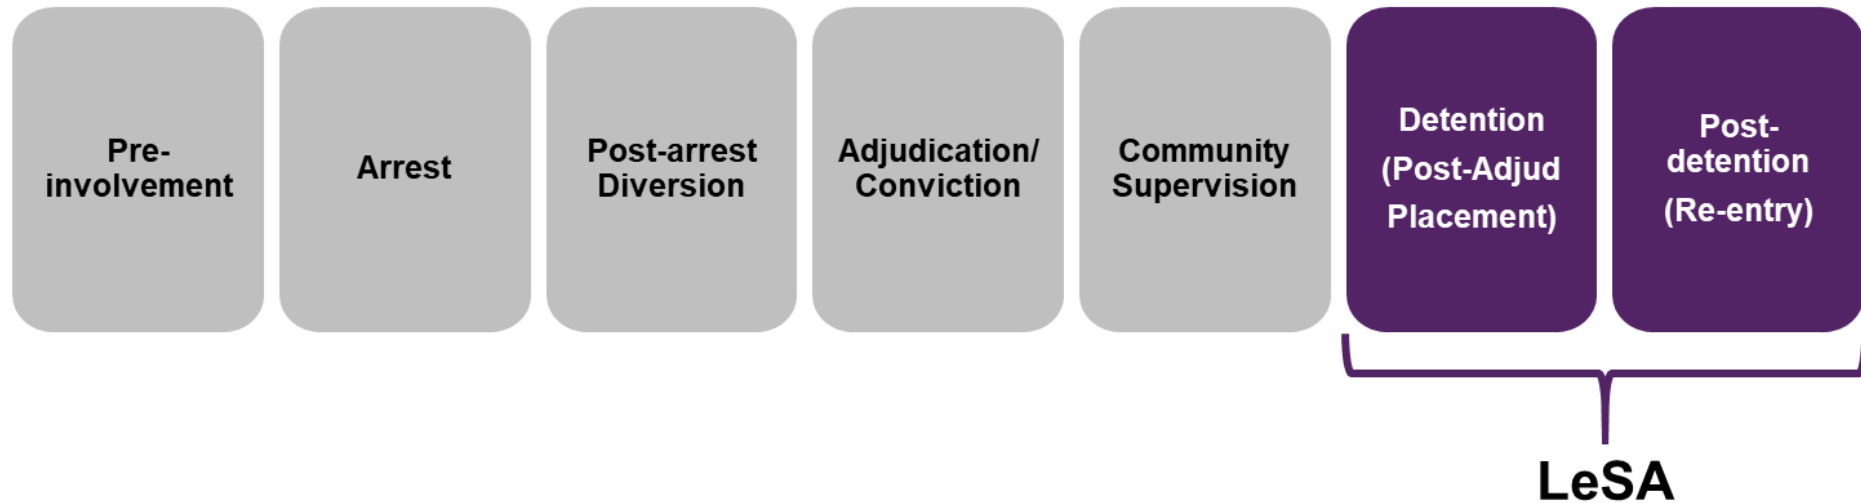 Pre-
involvement
Arrest
Post-arrest
Diversion
Adjudication/
Conviction
Community
Supervision
Detention
(Post-Adjud
Placement)
Post-
detention
(Re-entry)
LeSA